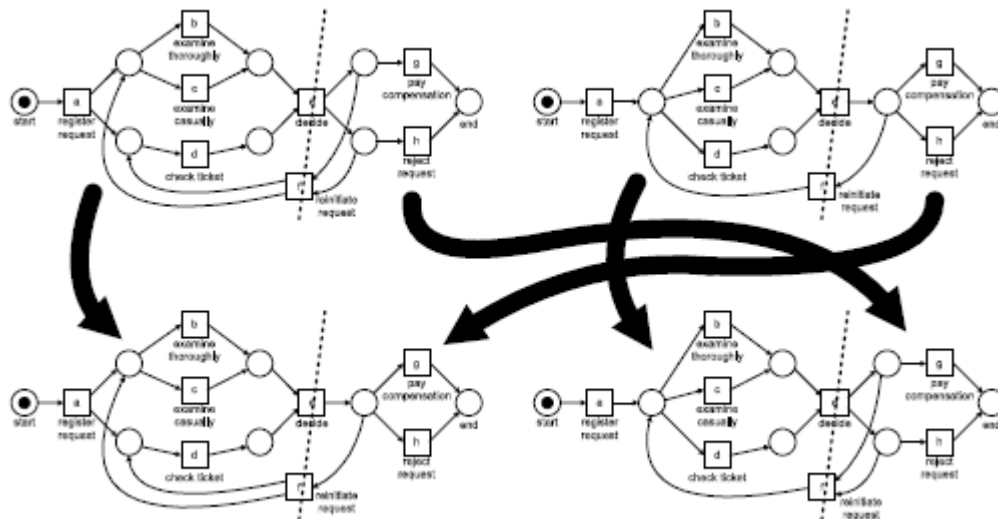 b
examine
thoroughly
g
pay
compensation
c
examine
casually
a
start
register
request
decide
end
h
reject
request
d
check ticket
reinitiate
request
b
examine
thoroughly
g
pay
compensation
c
examine
casually
a
start
register
request
decide
end
h
reject
request
d
check ticket
reinitiate
request
b
examine
thoroughly
g
pay
compensation
c
examine
casually
a
start
register
request
decide
end
h
reject
request
d
check ticket
reinitiate
request
b
examine
thoroughly
g
pay
compensation
c
examine
casually
a
start
register
request
decide
end
h
reject
request
d
check ticket
reinitiate
request